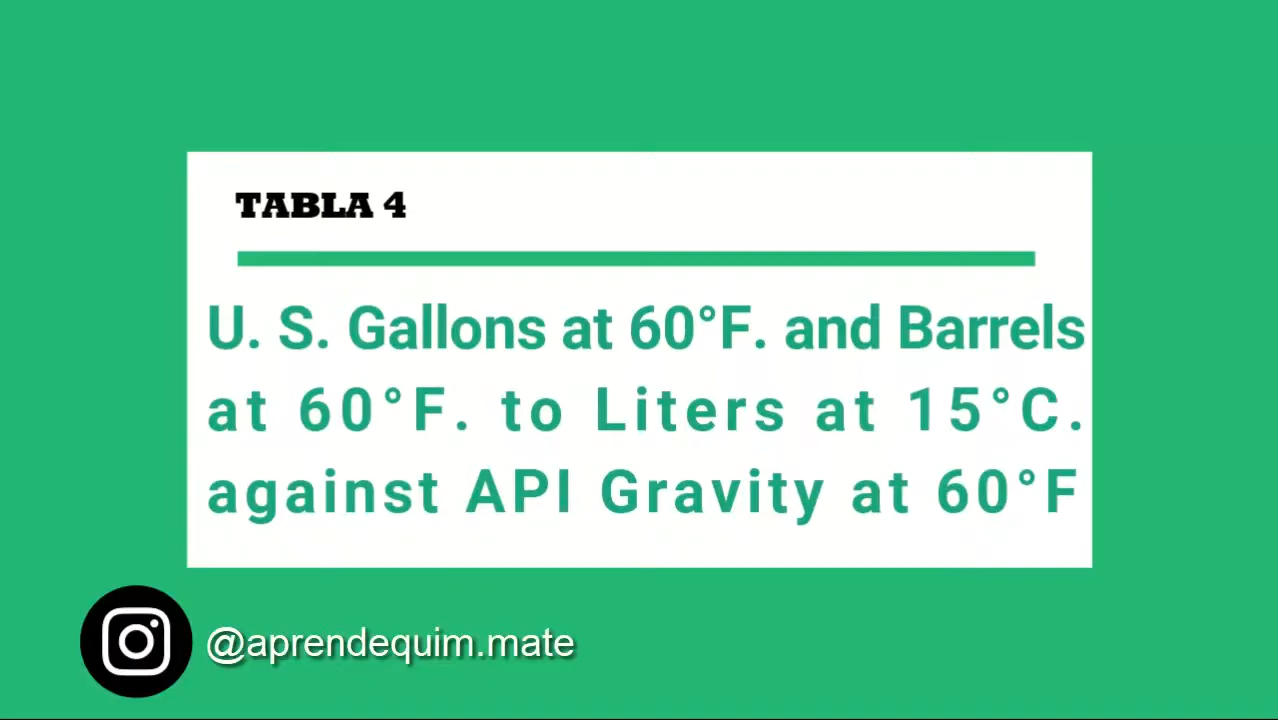 TABLA 4
U. S. Gallons at 60°F. and Barrels
at 60°F. to Liters at 15°C.
against API Gravity at 60°F
@aprendequim.mate